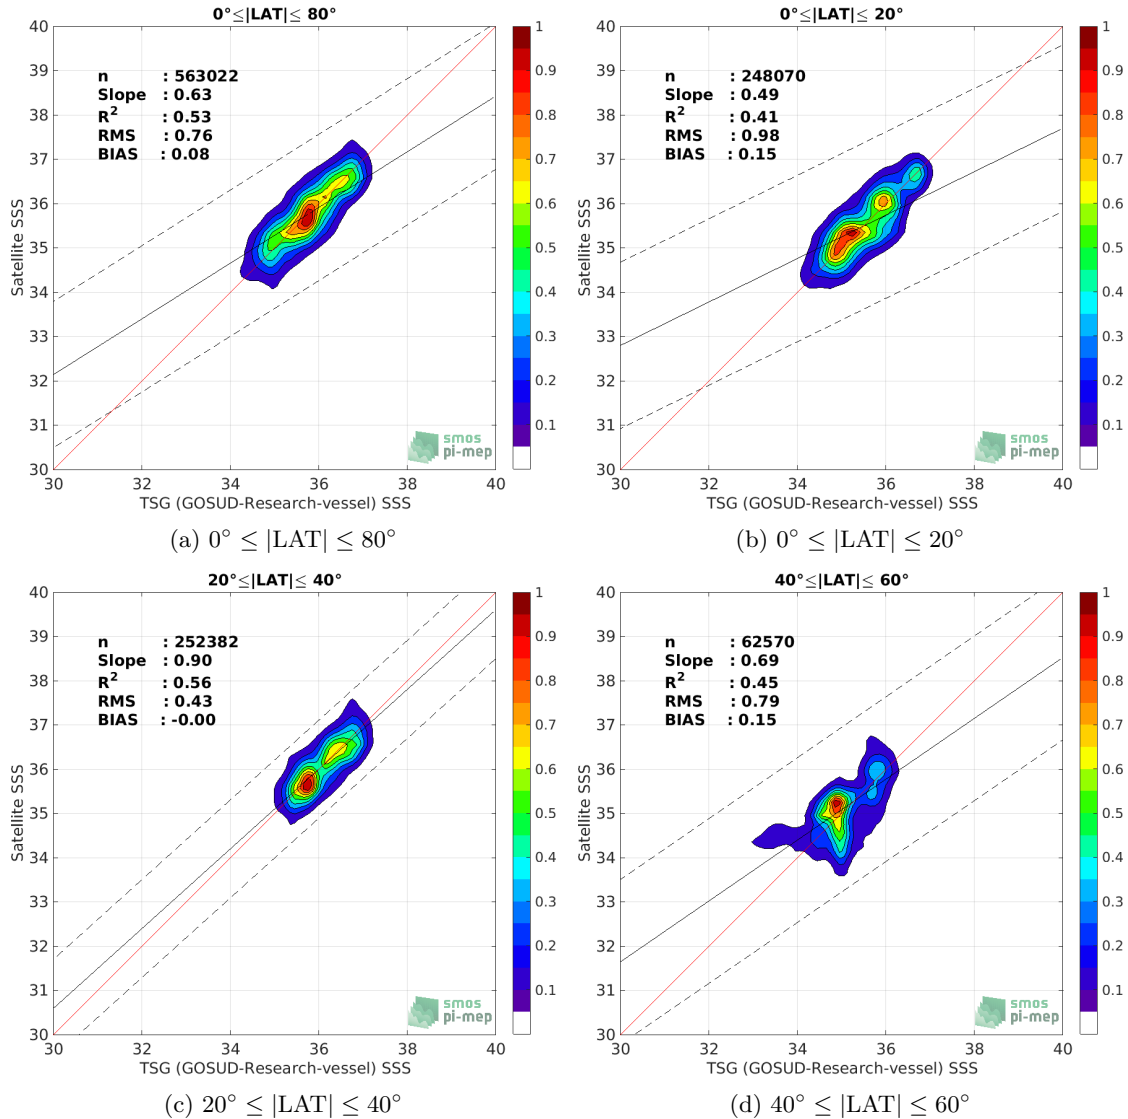 0°≤|LAT|≤ 80°
40
39
38
37
36
35
34
33
32
31
30
Satellite SSS
n : 563022
Slope : 0.63
R² : 0.53
RMS : 0.76
BIAS : 0.08
smos
pi-mep
30 32 34 36 38 40
TSG (GOSUD-Research-vessel) SSS
1
0.9
0.8
0.7
0.6
0.5
0.4
0.3
0.2
0.1
(a) 0° ≤ |LAT| ≤ 80°
0°≤|LAT|≤ 20°
40
39
38
37
36
35
34
33
32
31
30
Satellite SSS
n : 248070
Slope : 0.49
R² : 0.41
RMS : 0.98
BIAS : 0.15
smos
pi-mep
30 32 34 36 38 40
TSG (GOSUD-Research-vessel) SSS
1
0.9
0.8
0.7
0.6
0.5
0.4
0.3
0.2
0.1
(b) 0° ≤ |LAT| ≤ 20°
20°≤|LAT|≤ 40°
40
39
38
37
36
35
34
33
32
31
30
Satellite SSS
n : 252382
Slope : 0.90
R² : 0.56
RMS : 0.43
BIAS : -0.00
smos
pi-mep
30 32 34 36 38 40
TSG (GOSUD-Research-vessel) SSS
1
0.9
0.8
0.7
0.6
0.5
0.4
0.3
0.2
0.1
(c) 20° ≤ |LAT| ≤ 40°
40°≤|LAT|≤ 60°
40
39
38
37
36
35
34
33
32
31
30
Satellite SSS
n : 62570
Slope : 0.69
R² : 0.45
RMS : 0.79
BIAS : 0.15
smos
pi-mep
30 32 34 36 38 40
TSG (GOSUD-Research-vessel) SSS
1
0.9
0.8
0.7
0.6
0.5
0.4
0.3
0.2
0.1
(d) 40° ≤ |LAT| ≤ 60°